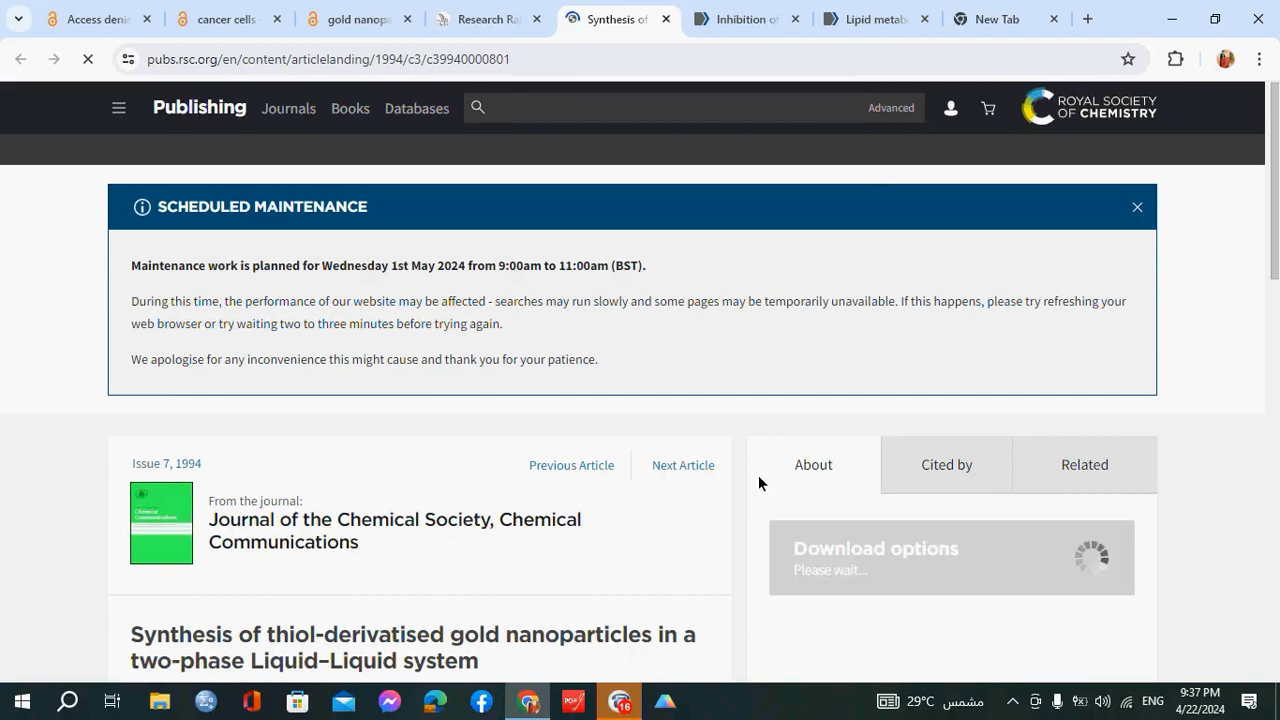 Access deni
cancer cells
gold nanopa
Research Ra
Synthesis of
Inhibition of
Lipid metab
New Tab
pubs.rsc.org/en/content/articlelanding/1994/c3/c39940000801
Publishing
Journals
Books
Databases
Advanced
ROYAL SOCIETY
OF CHEMISTRY
SCHEDULED MAINTENANCE
Maintenance work is planned for Wednesday 1st May 2024 from 9:00am to 11:00am (BST).
During this time, the performance of our website may be affected - searches may run slowly and some pages may be temporarily unavailable. If this happens, please try refreshing your
web browser or try waiting two to three minutes before trying again.
We apologise for any inconvenience this might cause and thank you for your patience.
Issue 7, 1994
Previous Article
Next Article
About
Cited by
Related
From the journal:
Journal of the Chemical Society, Chemical
Communications
Download options
Please wait...
Synthesis of thiol-derivatised gold nanoparticles in a
two-phase Liquid–Liquid system
16
29°C
مشمس
ENG
9:37 PM
4/22/2024